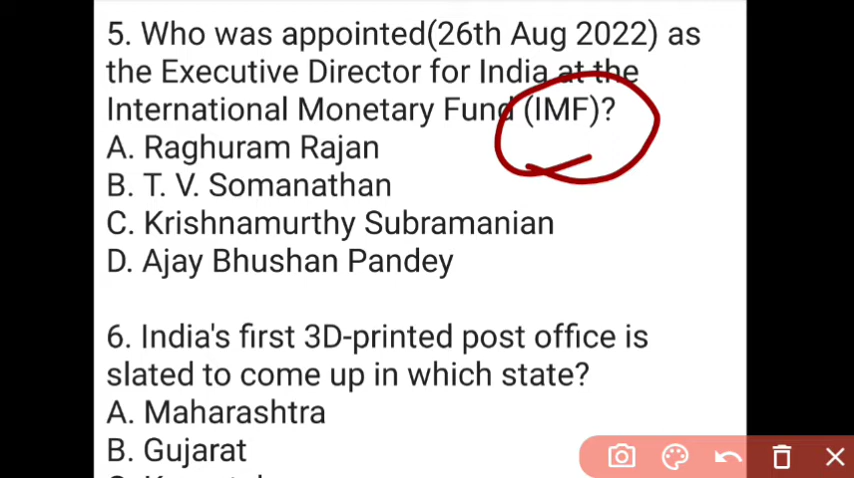 5. Who was appointed(26th Aug 2022) as
the Executive Director for India at the
International Monetary Fund (IMF)?
A. Raghuram Rajan
B. T. V. Somanathan
C. Krishnamurthy Subramanian
D. Ajay Bhushan Pandey
6. India's first 3D-printed post office is
slated to come up in which state?
A. Maharashtra
B. Gujarat